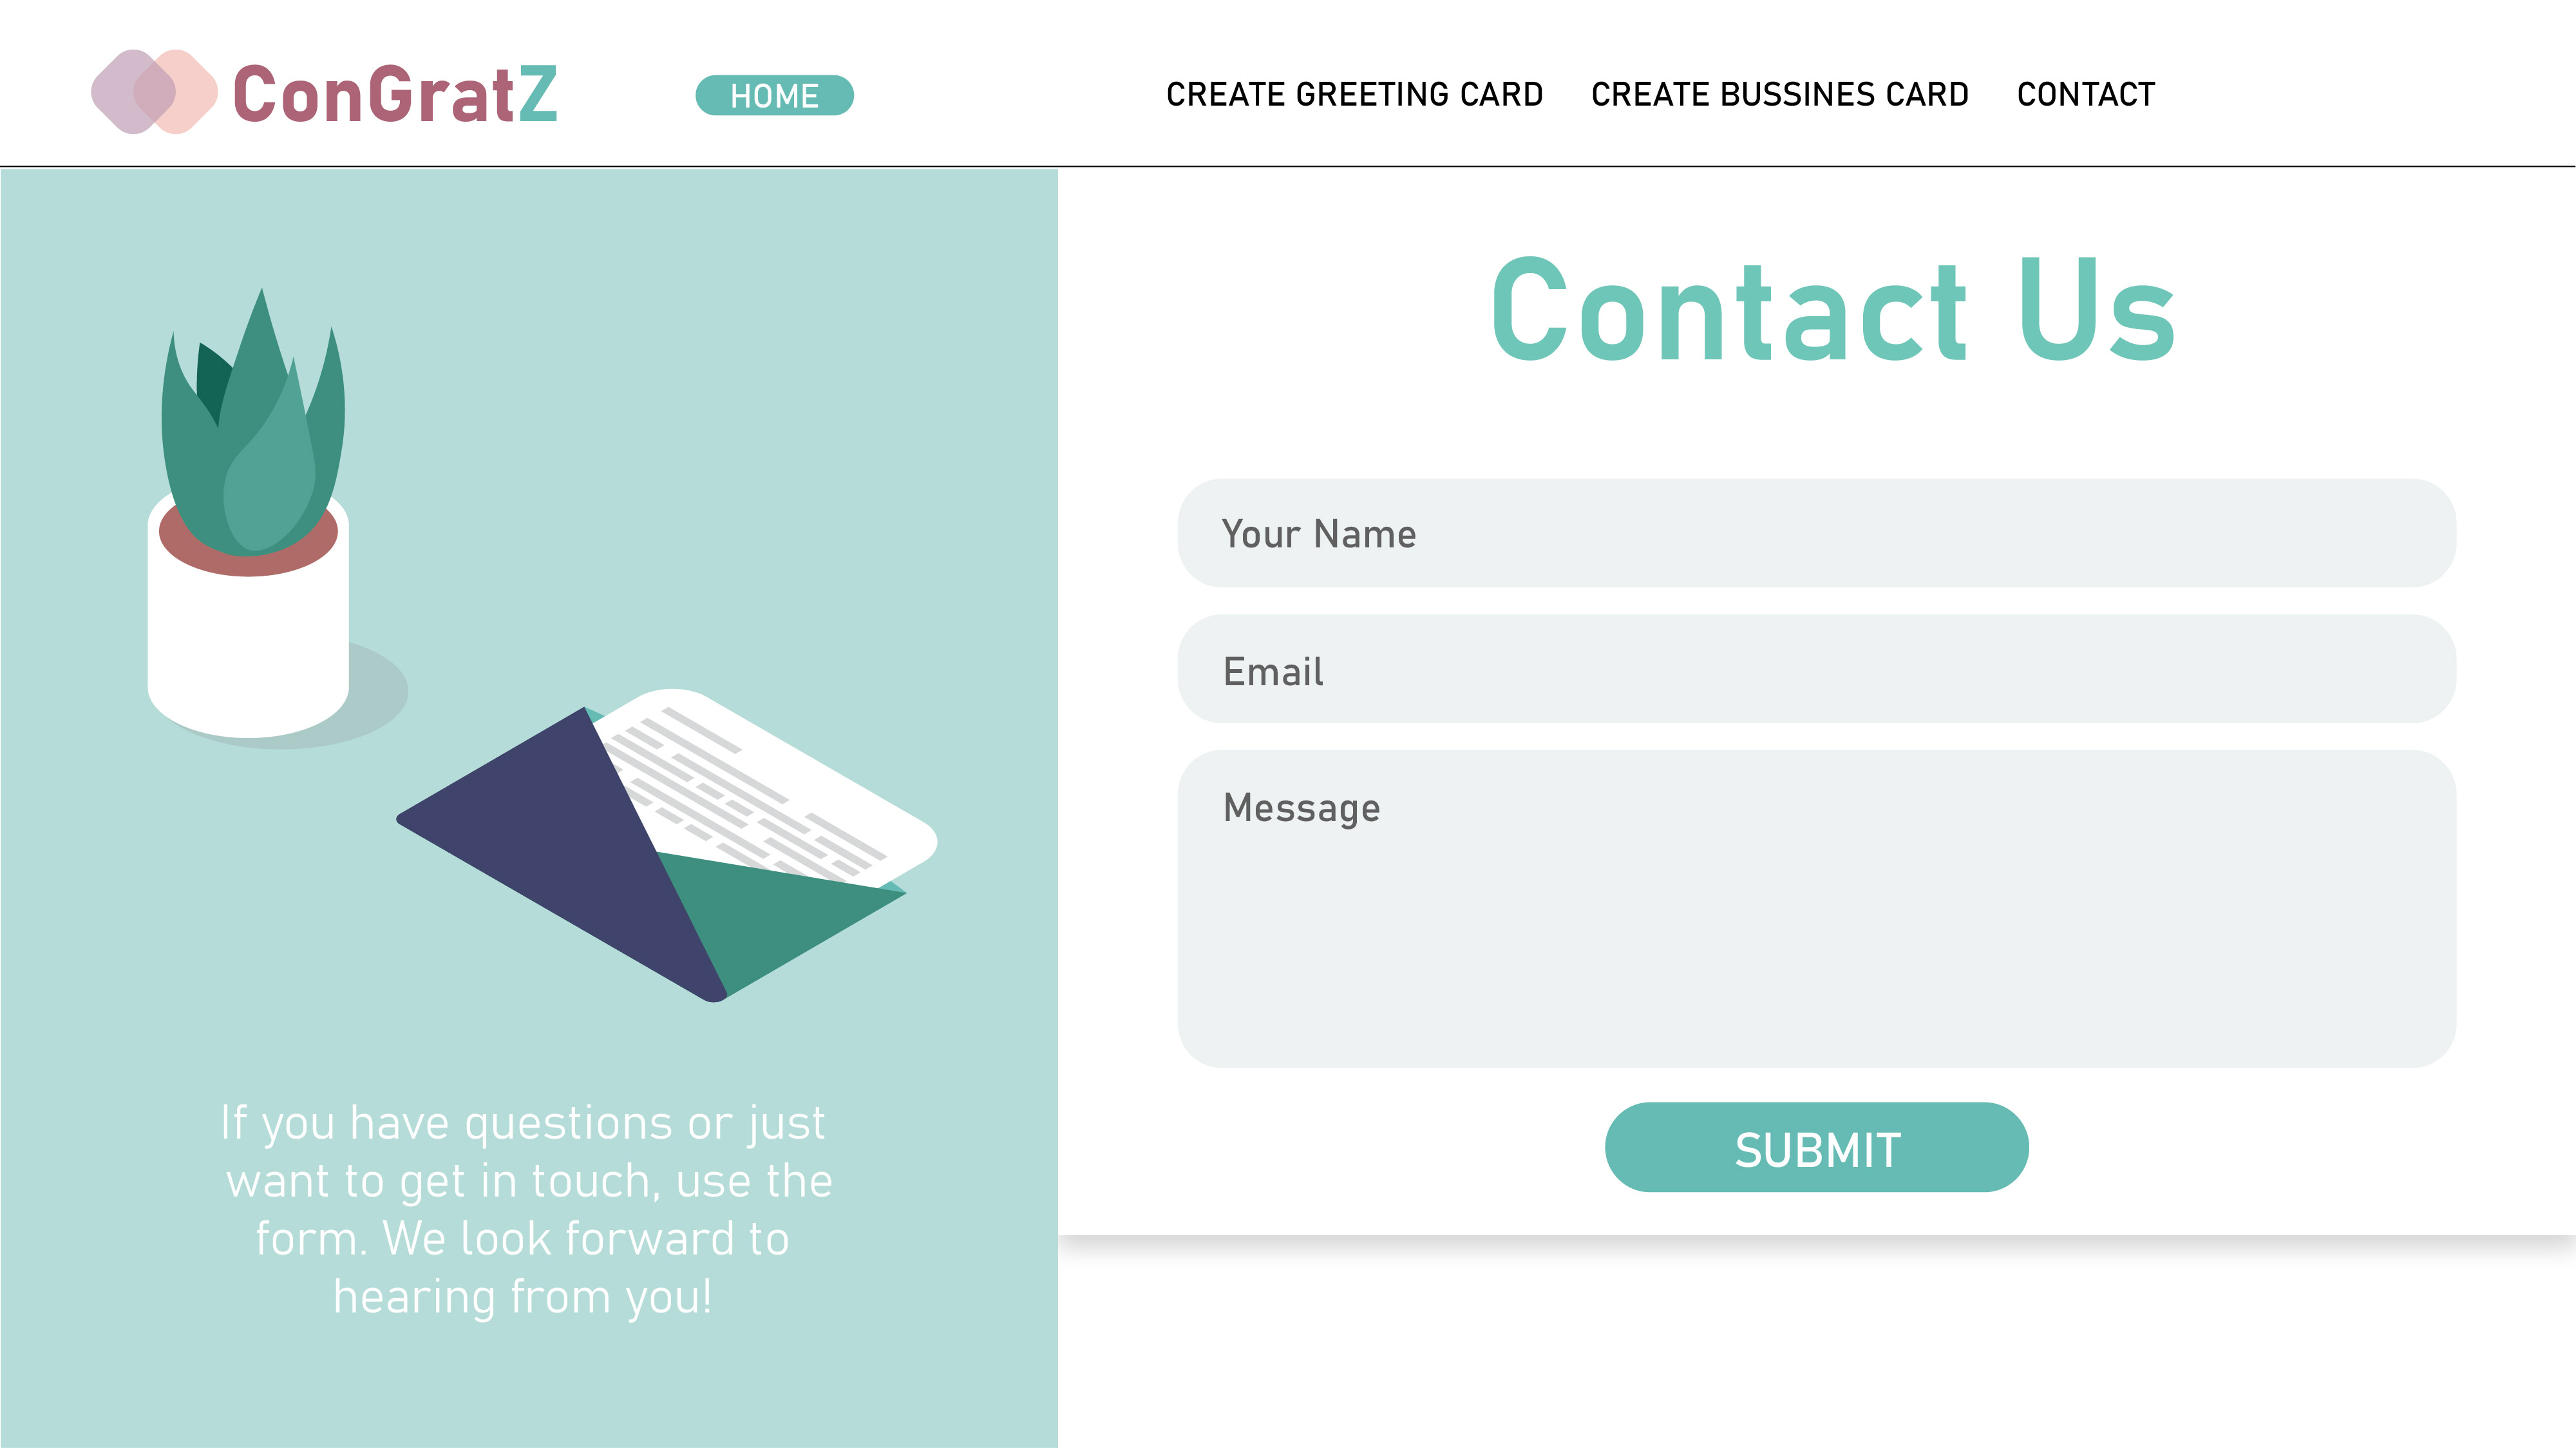 ConGratZ
HOME
CREATE GREETING CARD
CREATE BUSSINES CARD
CONTACT
If you have questions or just
want to get in touch, use the
form. We look forward to
hearing from you!
Contact Us
Your Name
Email
Message
SUBMIT